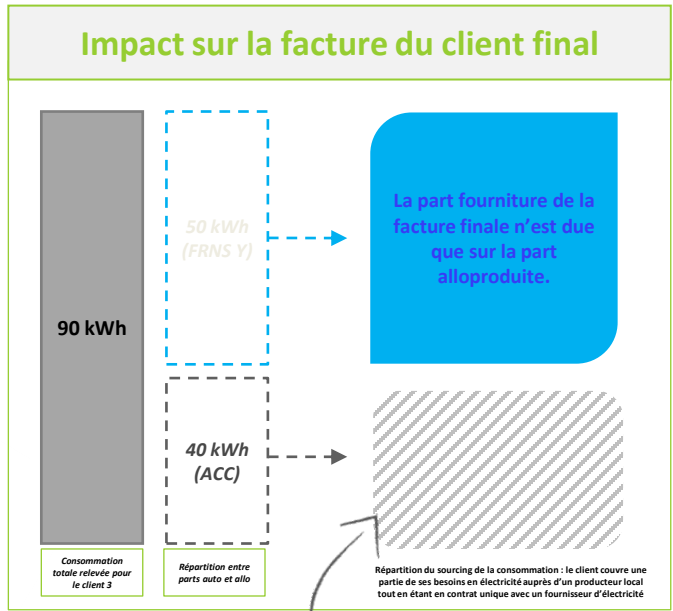 Impact sur la facture du client final
La part fourniture de la
facture finale n'est due
que sur la part
alloproduite.
50 kWh
(FRNS Y)
90 kWh
40 kWh
(ACC)
Consommation
totale relevée pour
le client 3
Répartition entre
parts auto et allo
Répartition du sourcing de la consommation : le client couvre une
partie de ses besoins en électricité auprès d'un producteur local
tout en étant en contrat unique avec un fournisseur d'électricité